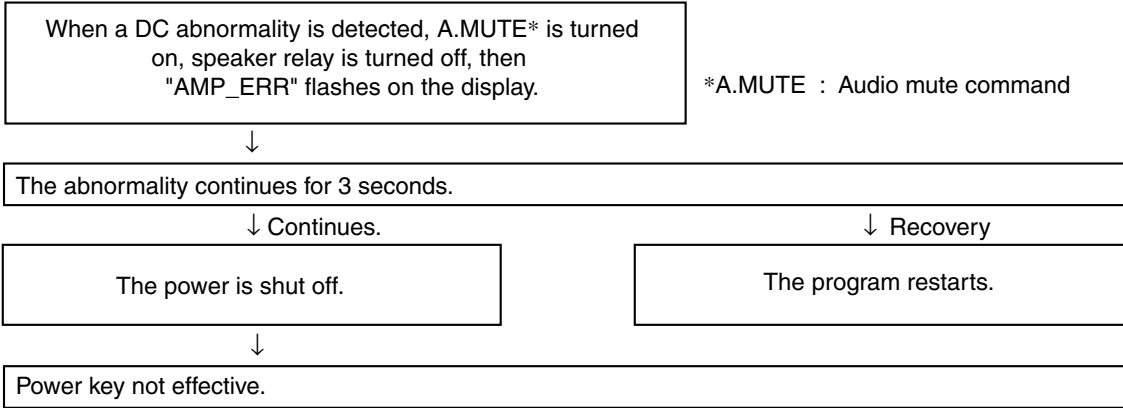 When a DC abnormality is detected, A.MUTE* is turned
on, speaker relay is turned off, then
"AMP_ERR" flashes on the display.
*A.MUTE : Audio mute command
↓
The abnormality continues for 3 seconds.
↓ Continues.
↓ Recovery
The power is shut off.
The program restarts.
↓
Power key not effective.